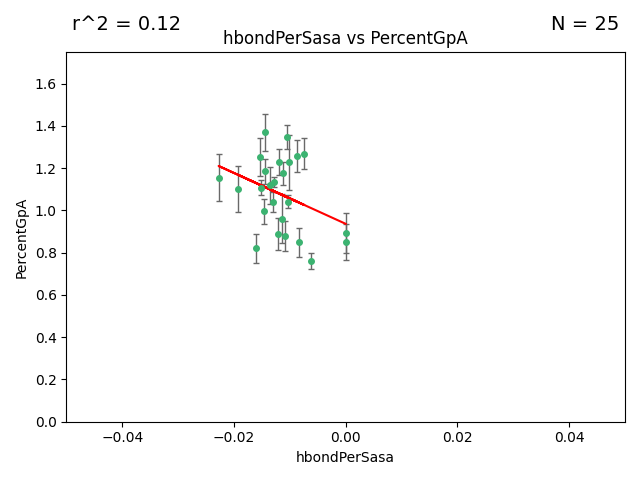 r^2 = 0.12
N = 25
hbondPerSasa vs PercentGpA
1.6
1.4
1.2
1.0
0.8
0.6
0.4
0.2
0.0
PercentGpA
−0.04
−0.02
0.00
0.02
0.04
hbondPerSasa